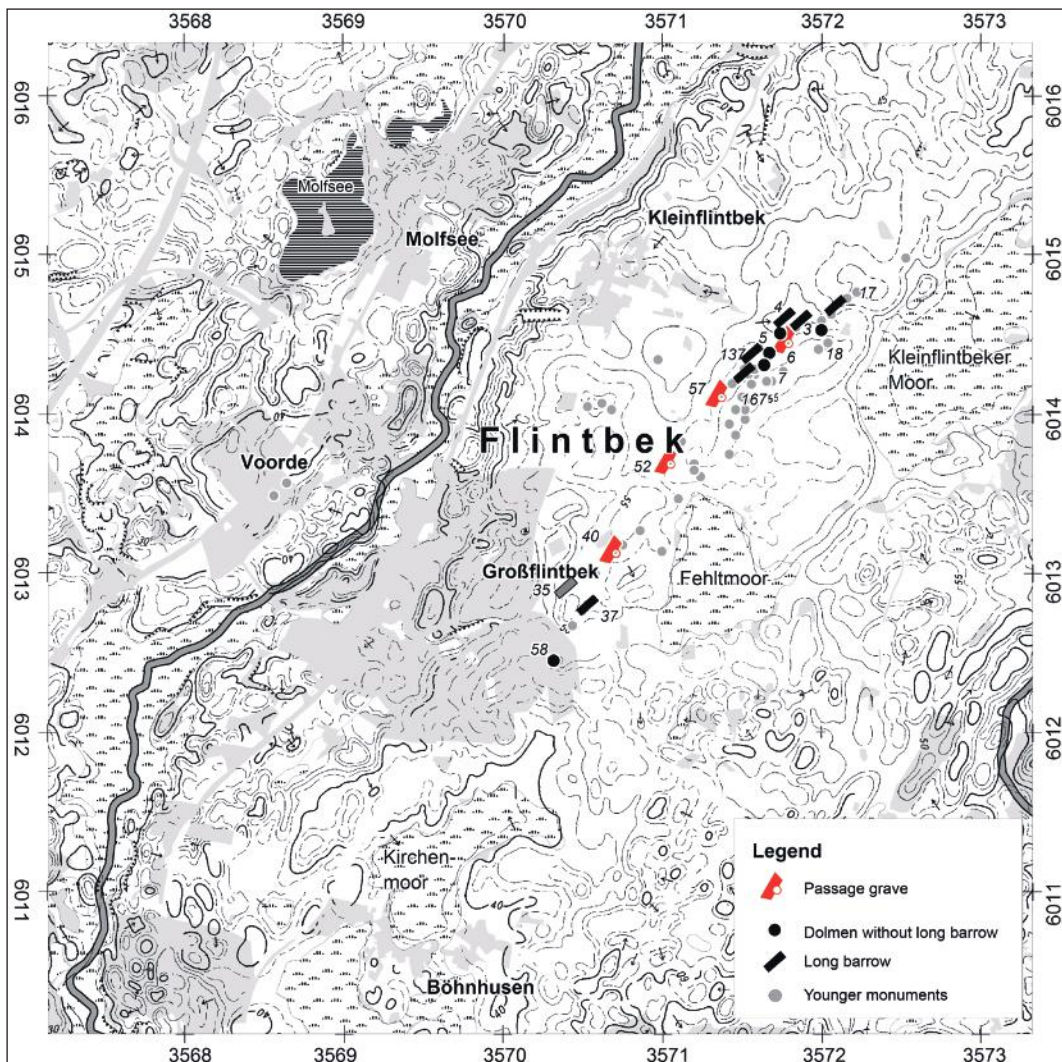 3568 3569 3570 3571 3572 3573
6016 6016
Molfsee
Kleinflintbek
Molfsee
6015 6015
17
4
5 3
137 6 18
Kleinflintbeker
Moor
7
57
167
40
6014 6014
Flintbek
Voorde
52
55
40
Großflintbek
35
6013 6013
Fehltmoor
37
58
6012 6012
Kirchen-
moor
6011 6011
Böhnhusen
Legend
Passage grave
Dolmen without long barrow
Long barrow
Younger monuments
3568 3569 3570 3571 3572 3573